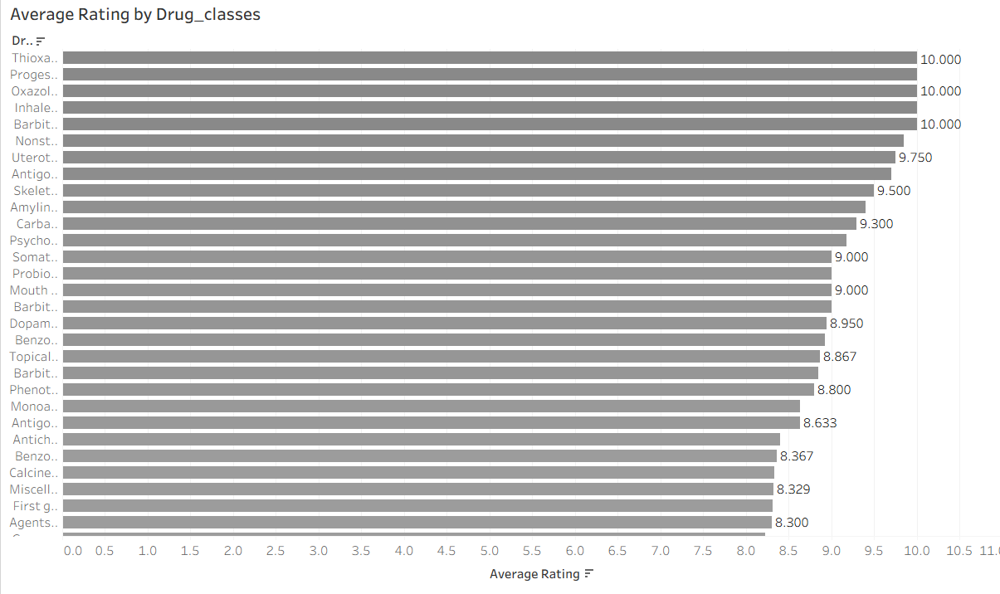 Average Rating by Drug_classes
Dr..
Thioxa.. 10.000
Proges..
Oxazol.. 10.000
Inhale..
Barbit.. 10.000
Nonst..
Uterot.. 9.750
Antigo..
Skelet.. 9.500
Amylin..
Carba.. 9.300
Psycho..
Somat.. 9.000
Probio..
Mouth .. 9.000
Barbit..
Dopam.. 8.950
Benzo..
Topical.. 8.867
Barbit..
Phenot.. 8.800
Monoa..
Antigo.. 8.633
Antich..
Benzo.. 8.367
Calcine..
Miscell.. 8.329
First g..
Agents.. 8.300
0.0 0.5 1.0 1.5 2.0 2.5 3.0 3.5 4.0 4.5 5.0 5.5 6.0 6.5 7.0 7.5 8.0 8.5 9.0 9.5 10.0 10.5 11.0
Average Rating